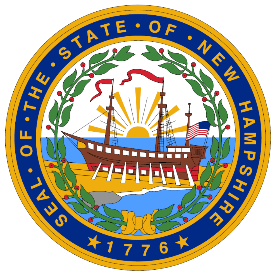 SEAL · OF · THE · STATE · OF · NEW HAMPSHIRE
★ 1776 ★